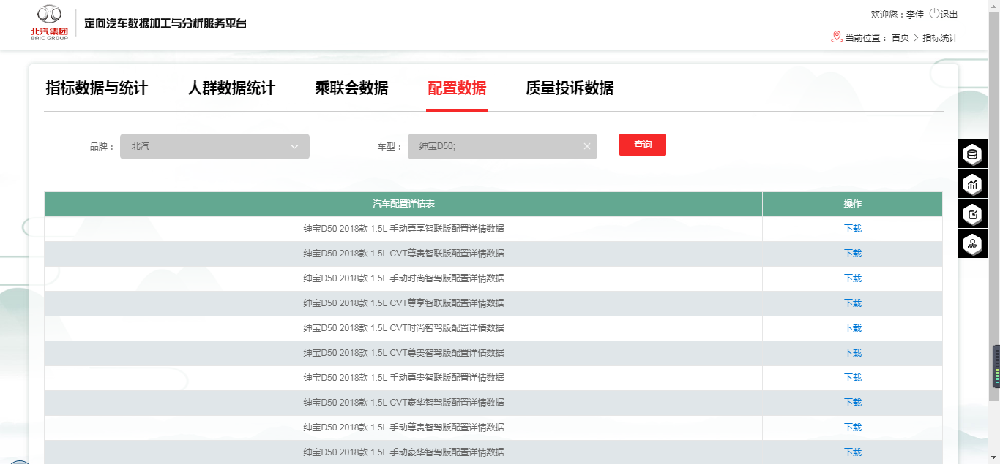 北汽集团
BAIC GROUP
定向汽车数据加工与分析服务平台
欢迎您：李佳 退出
当前位置： 首页 > 指标统计
指标数据与统计 人群数据统计 乘联会数据 配置数据 质量投诉数据
品牌： 北汽 车型： 绅宝D50; 查询
汽车配置详情表 操作
绅宝D50 2018款 1.5L 手动尊享智联版配置详情数据 下载
绅宝D50 2018款 1.5L CVT尊贵智联版配置详情数据 下载
绅宝D50 2018款 1.5L 手动时尚智驾版配置详情数据 下载
绅宝D50 2018款 1.5L CVT尊享智联版配置详情数据 下载
绅宝D50 2018款 1.5L CVT时尚智驾版配置详情数据 下载
绅宝D50 2018款 1.5L CVT尊贵智驾版配置详情数据 下载
绅宝D50 2018款 1.5L 手动尊贵智联版配置详情数据 下载
绅宝D50 2018款 1.5L CVT豪华智驾版配置详情数据 下载
绅宝D50 2018款 1.5L 手动尊贵智驾版配置详情数据 下载
绅宝D50 2018款 1.5L 手动豪华智驾版配置详情数据 下载